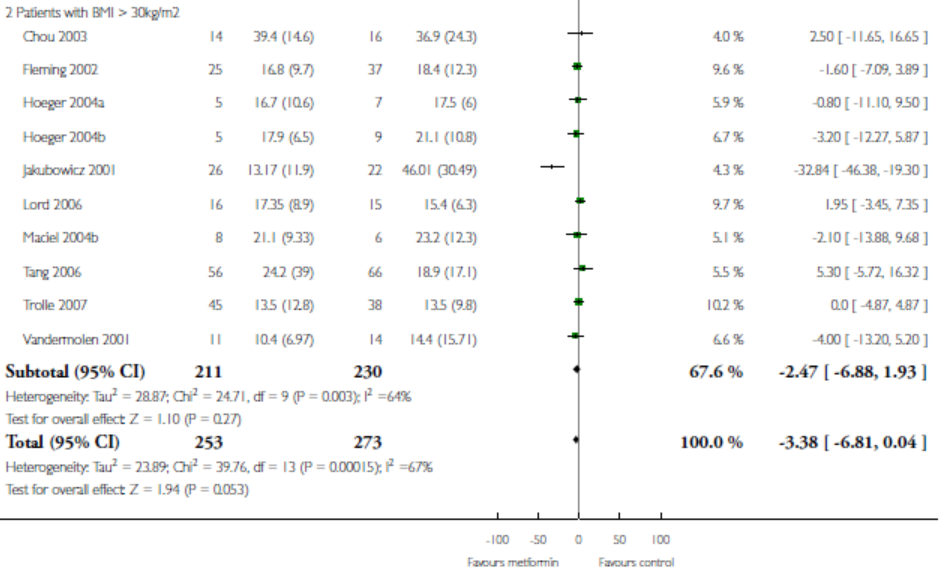 2 Patients with BMI > 30kg/m2
Chou 2003 14 39.4 (14.6) 16 36.9 (24.3) 4.0 % 2.50 [ -11.65, 16.65 ]
Fleming 2002 25 16.8 (9.7) 37 18.4 (12.3) 9.6 % -1.60 [ -7.09, 3.89 ]
Hoeger 2004a 5 16.7 (10.6) 7 17.5 (6) 5.9 % -0.80 [ -11.10, 9.50 ]
Hoeger 2004b 5 17.9 (6.5) 9 21.1 (10.8) 6.7 % -3.20 [ -12.27, 5.87 ]
Jakubowicz 2001 26 13.17 (11.9) 22 46.01 (30.49) 4.3 % -32.84 [ -46.38, -19.30 ]
Lord 2006 16 17.35 (8.9) 15 15.4 (6.3) 9.7 % 1.95 [ -3.45, 7.35 ]
Maciel 2004b 8 21.1 (9.33) 6 23.2 (12.3) 5.1 % -2.10 [ -13.88, 9.68 ]
Tang 2006 56 24.2 (39) 66 18.9 (17.1) 5.5 % 5.30 [ -5.72, 16.32 ]
Trolle 2007 45 13.5 (12.8) 38 13.5 (9.8) 10.2 % 0.0 [ -4.87, 4.87 ]
Vandermolen 2001 11 10.4 (6.97) 14 14.4 (15.71) 6.6 % -4.00 [ -13.20, 5.20 ]
Subtotal (95% CI) 211 230 67.6 % -2.47 [ -6.88, 1.93 ]
Heterogeneity: Tau² = 28.87; Chi² = 24.71, df = 9 (P = 0.003); I² =64%
Test for overall effect: Z = 1.10 (P = 0.27)
Total (95% CI) 253 273 100.0 % -3.38 [ -6.81, 0.04 ]
Heterogeneity: Tau² = 23.89; Chi² = 39.76, df = 13 (P = 0.00015); I² =67%
Test for overall effect: Z = 1.94 (P = 0.053)
-100 -50 0 50 100
Favours metformin Favours control